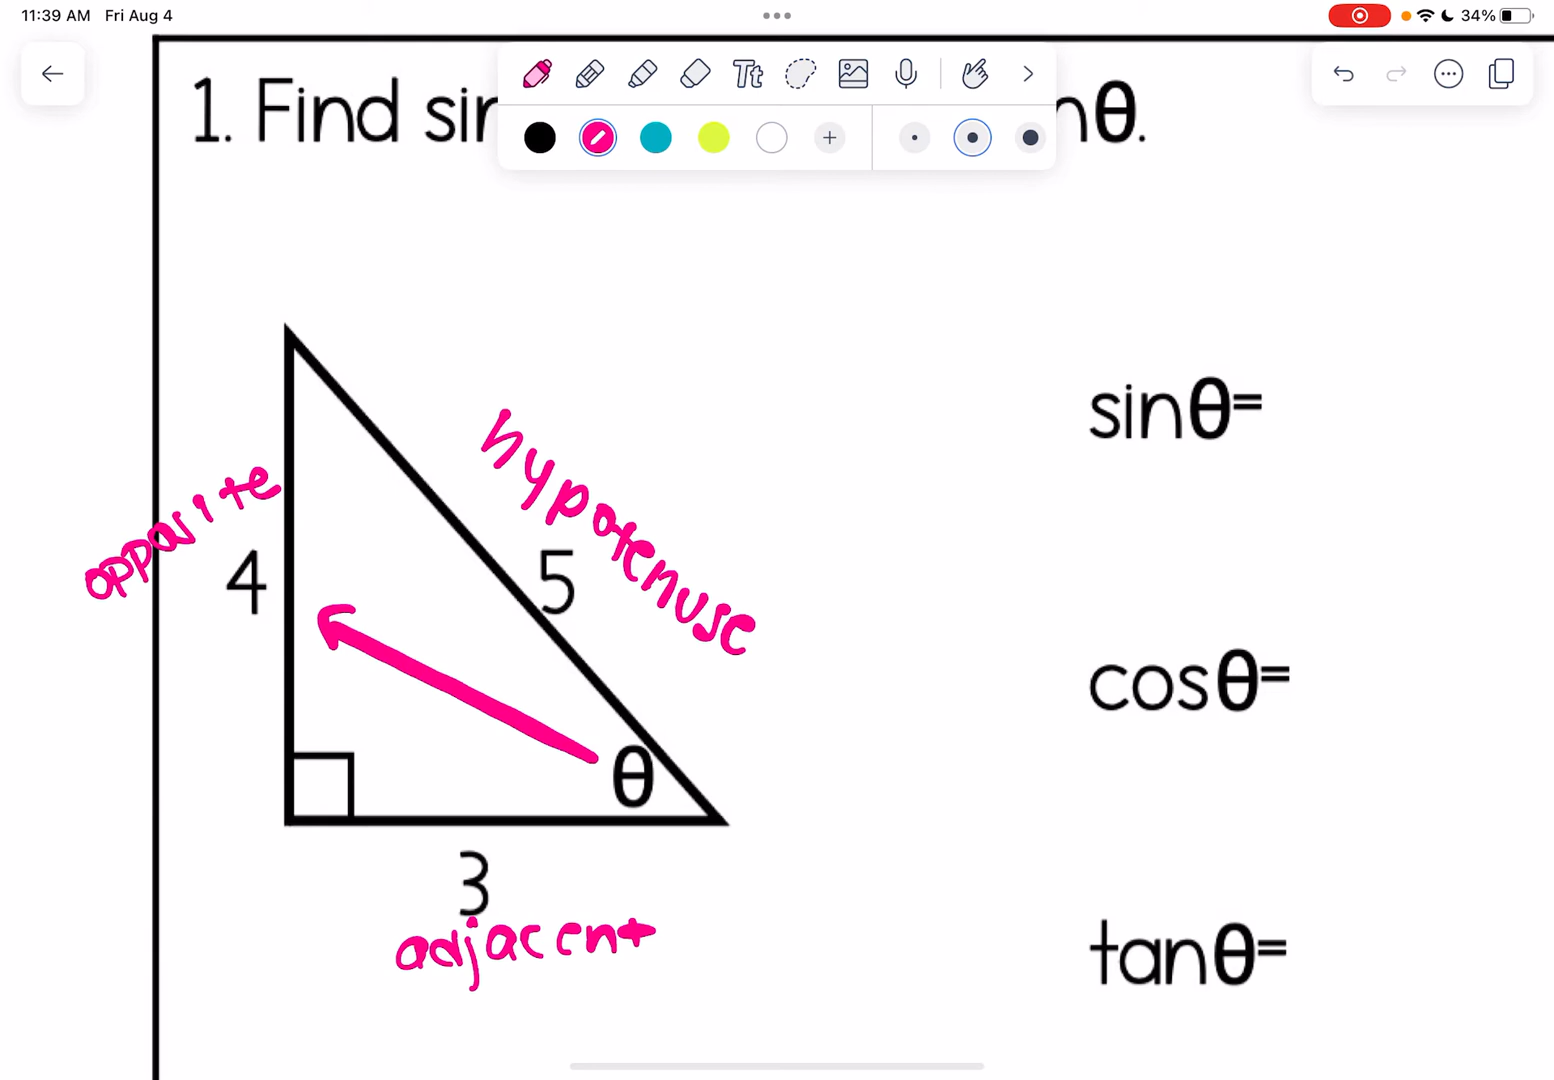 11:39 AM Fri Aug 4
34%
Tt
1. Find sin
nθ.
sinθ=
hypotenuse
opposite
4
5
cosθ=
θ
3
adjacent
tanθ=